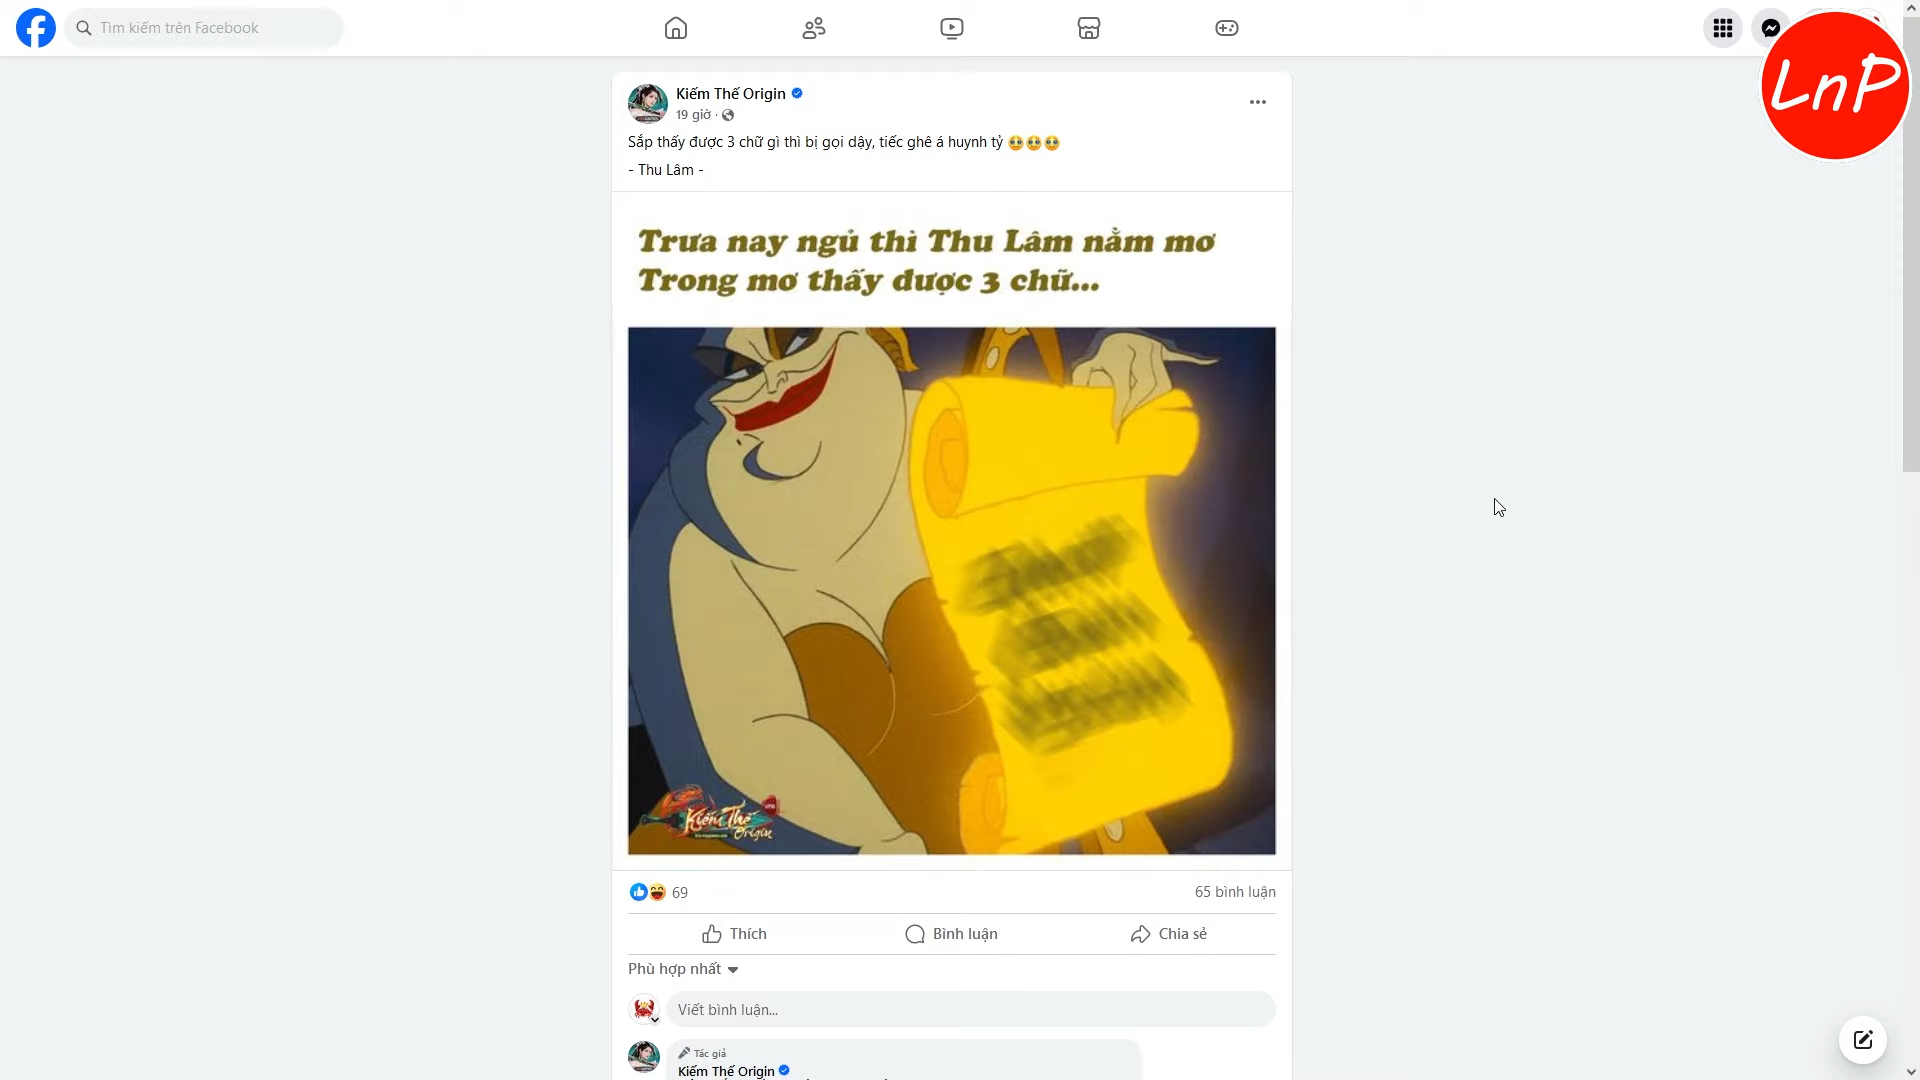 Tìm kiếm trên Facebook
LnP
Kiếm Thế Origin
19 giờ ·
Sắp thấy được 3 chữ gì thì bị gọi dậy, tiếc ghê á huynh tỷ 🥹🥹🥹
- Thu Lâm -
Trưa nay ngủ thì Thu Lâm nằm mơ
Trong mơ thấy được 3 chữ...
Kiếm Thế
Origin
69
65 bình luận
Thích
Bình luận
Chia sẻ
Phù hợp nhất
Viết bình luận...
Tác giả
Kiếm Thế Origin